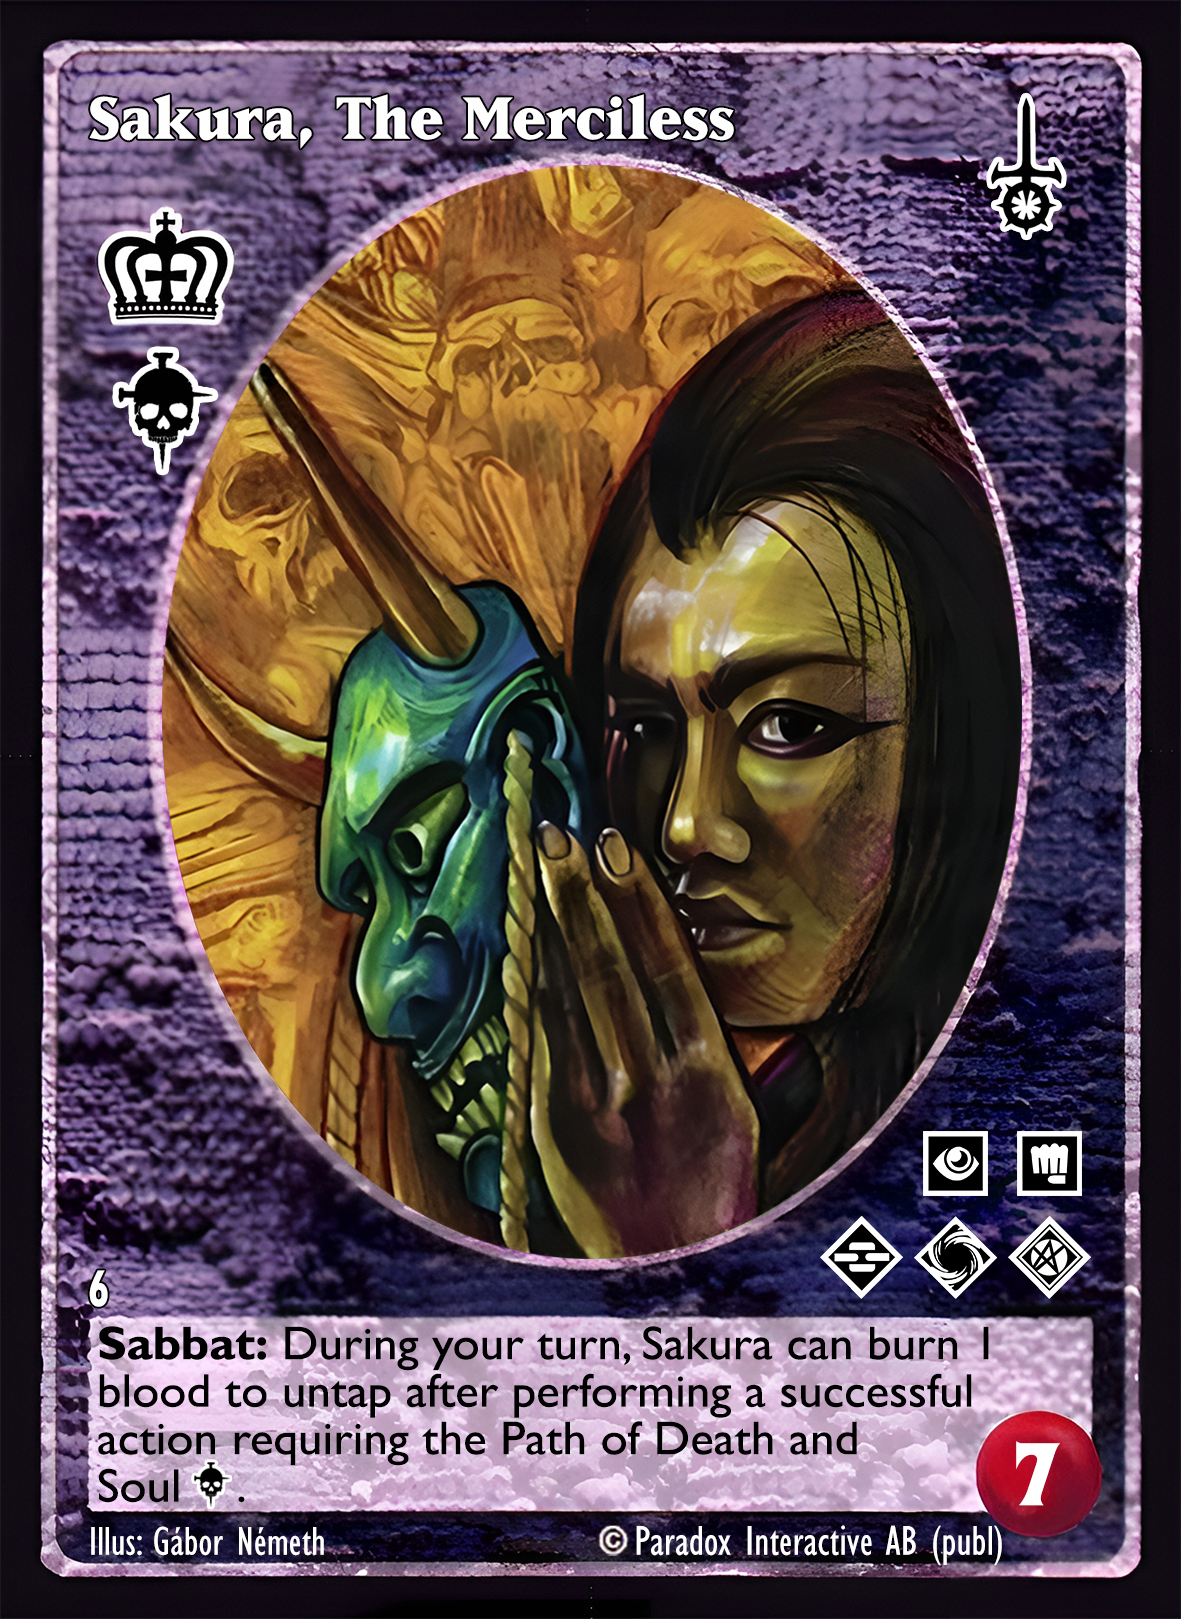 Sakura, The Merciless
6
Sabbat: During your turn, Sakura can burn 1
blood to untap after performing a successful
action requiring the Path of Death and
Soul .
7
Illus: Gábor Németh
© Paradox Interactive AB (publ)